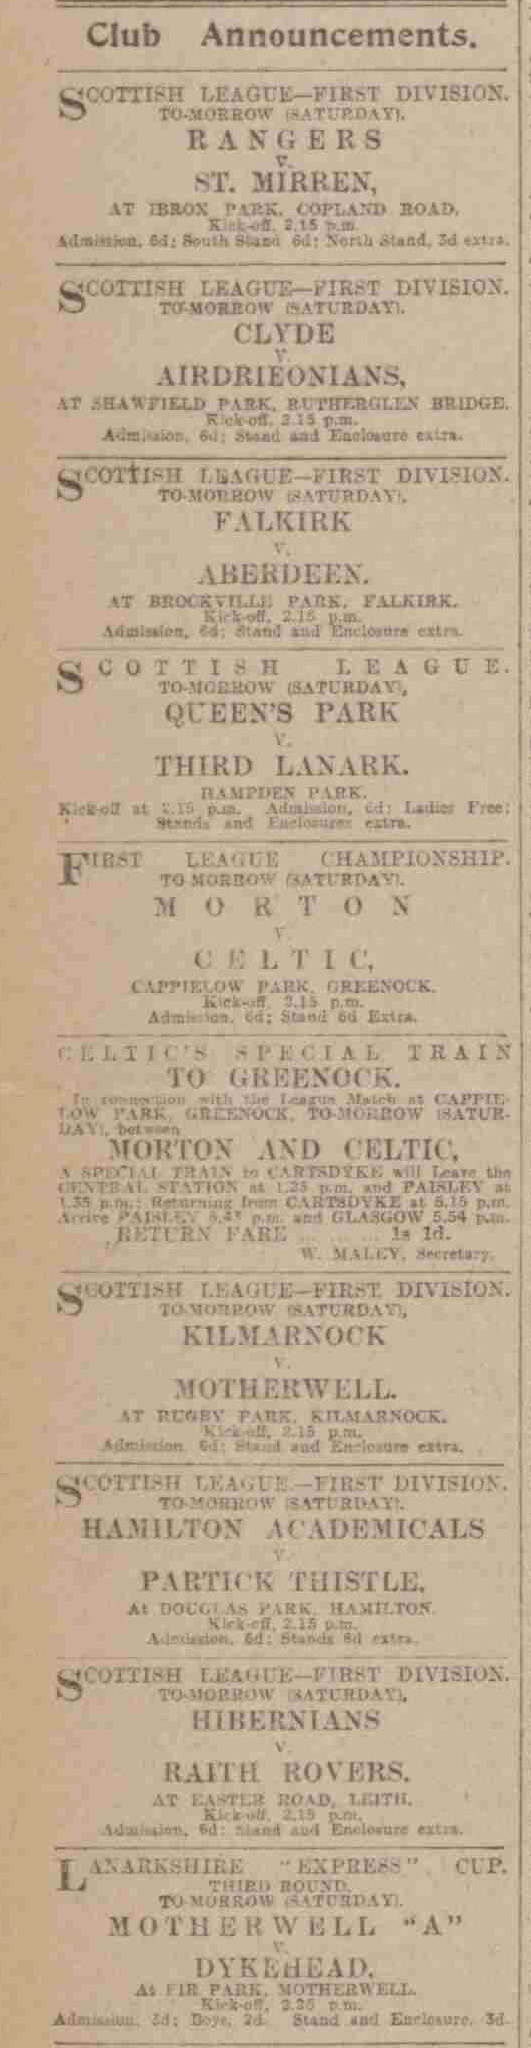 Club Announcements.
SCOTTISH LEAGUE—FIRST DIVISION.
TO-MORROW (SATURDAY).
RANGERS
v.
ST. MIRREN,
AT IBROX PARK, COPLAND ROAD.
Kick-off, 2.15 p.m.
Admission, 6d; South Stand 6d; North Stand, 3d extra.
SCOTTISH LEAGUE—FIRST DIVISION.
TO-MORROW (SATURDAY).
CLYDE
v.
AIRDRIEONIANS,
AT SHAWFIELD PARK, RUTHERGLEN BRIDGE.
Kick-off, 2.15 p.m.
Admission, 6d; Stand and Enclosure extra.
SCOTTISH LEAGUE—FIRST DIVISION.
TO-MORROW (SATURDAY),
FALKIRK
v.
ABERDEEN.
AT BROCKVILLE PARK, FALKIRK.
Kick-off, 2.15 p.m.
Admission, 6d; Stand and Enclosure extra.
SCOTTISH LEAGUE.
TO-MORROW (SATURDAY),
QUEEN'S PARK
v.
THIRD LANARK.
HAMPDEN PARK.
Kick-off at 2.15 p.m. Admission, 6d; Ladies Free;
Stands and Enclosures extra.
FIRST LEAGUE CHAMPIONSHIP.
TO-MORROW (SATURDAY).
MORTON
v.
CELTIC,
CAPPIELOW PARK, GREENOCK.
Kick-off, 2.15 p.m.
Admission, 6d; Stand 6d Extra.
CELTIC'S SPECIAL TRAIN
TO GREENOCK.
In connection with the League Match at CAPPIE-
LOW PARK, GREENOCK, TO-MORROW (SATUR-
DAY), between
MORTON AND CELTIC,
A SPECIAL TRAIN to CARTSDYKE will Leave the
CENTRAL STATION at 1.25 p.m. and PAISLEY at
1.35 p.m.; Returning from CARTSDYKE at 5.15 p.m.
Arrive PAISLEY p.m. and GLASGOW 5.54 p.m.
RETURN FARE ... ... ... 1s 1d.
W. MALEY, Secretary.
SCOTTISH LEAGUE—FIRST DIVISION.
TO-MORROW (SATURDAY),
KILMARNOCK
v.
MOTHERWELL.
AT RUGBY PARK, KILMARNOCK.
Kick-off, 2.15 p.m.
Admission 6d; Stand and Enclosure extra.
SCOTTISH LEAGUE.—FIRST DIVISION.
TO-MORROW (SATURDAY).
HAMILTON ACADEMICALS
v.
PARTICK THISTLE,
At DOUGLAS PARK, HAMILTON.
Kick-off, 2.15 p.m.
Admission, 6d; Stands 6d extra.
SCOTTISH LEAGUE—FIRST DIVISION.
TO-MORROW (SATURDAY),
HIBERNIANS
v.
RAITH ROVERS.
AT EASTER ROAD, LEITH.
Kick-off, 2.15 p.m.
Admission, 6d; Stand and Enclosure extra.
LANARKSHIRE "EXPRESS" CUP.
THIRD ROUND.
TO-MORROW (SATURDAY).
MOTHERWELL "A"
v.
DYKEHEAD,
At FIR PARK, MOTHERWELL.
Kick-off, 2.25 p.m.
Admission, 3d; Boys, 2d. Stand and Enclosure, 3d.